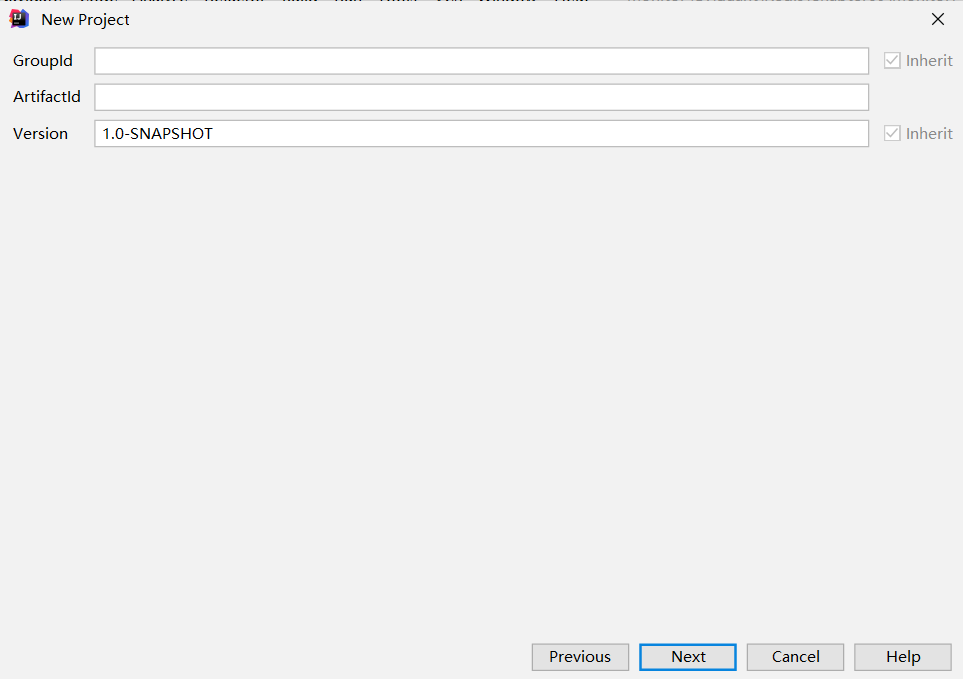 New Project
GroupId
Inherit
ArtifactId
Version 1.0-SNAPSHOT
Inherit
Previous Next Cancel Help